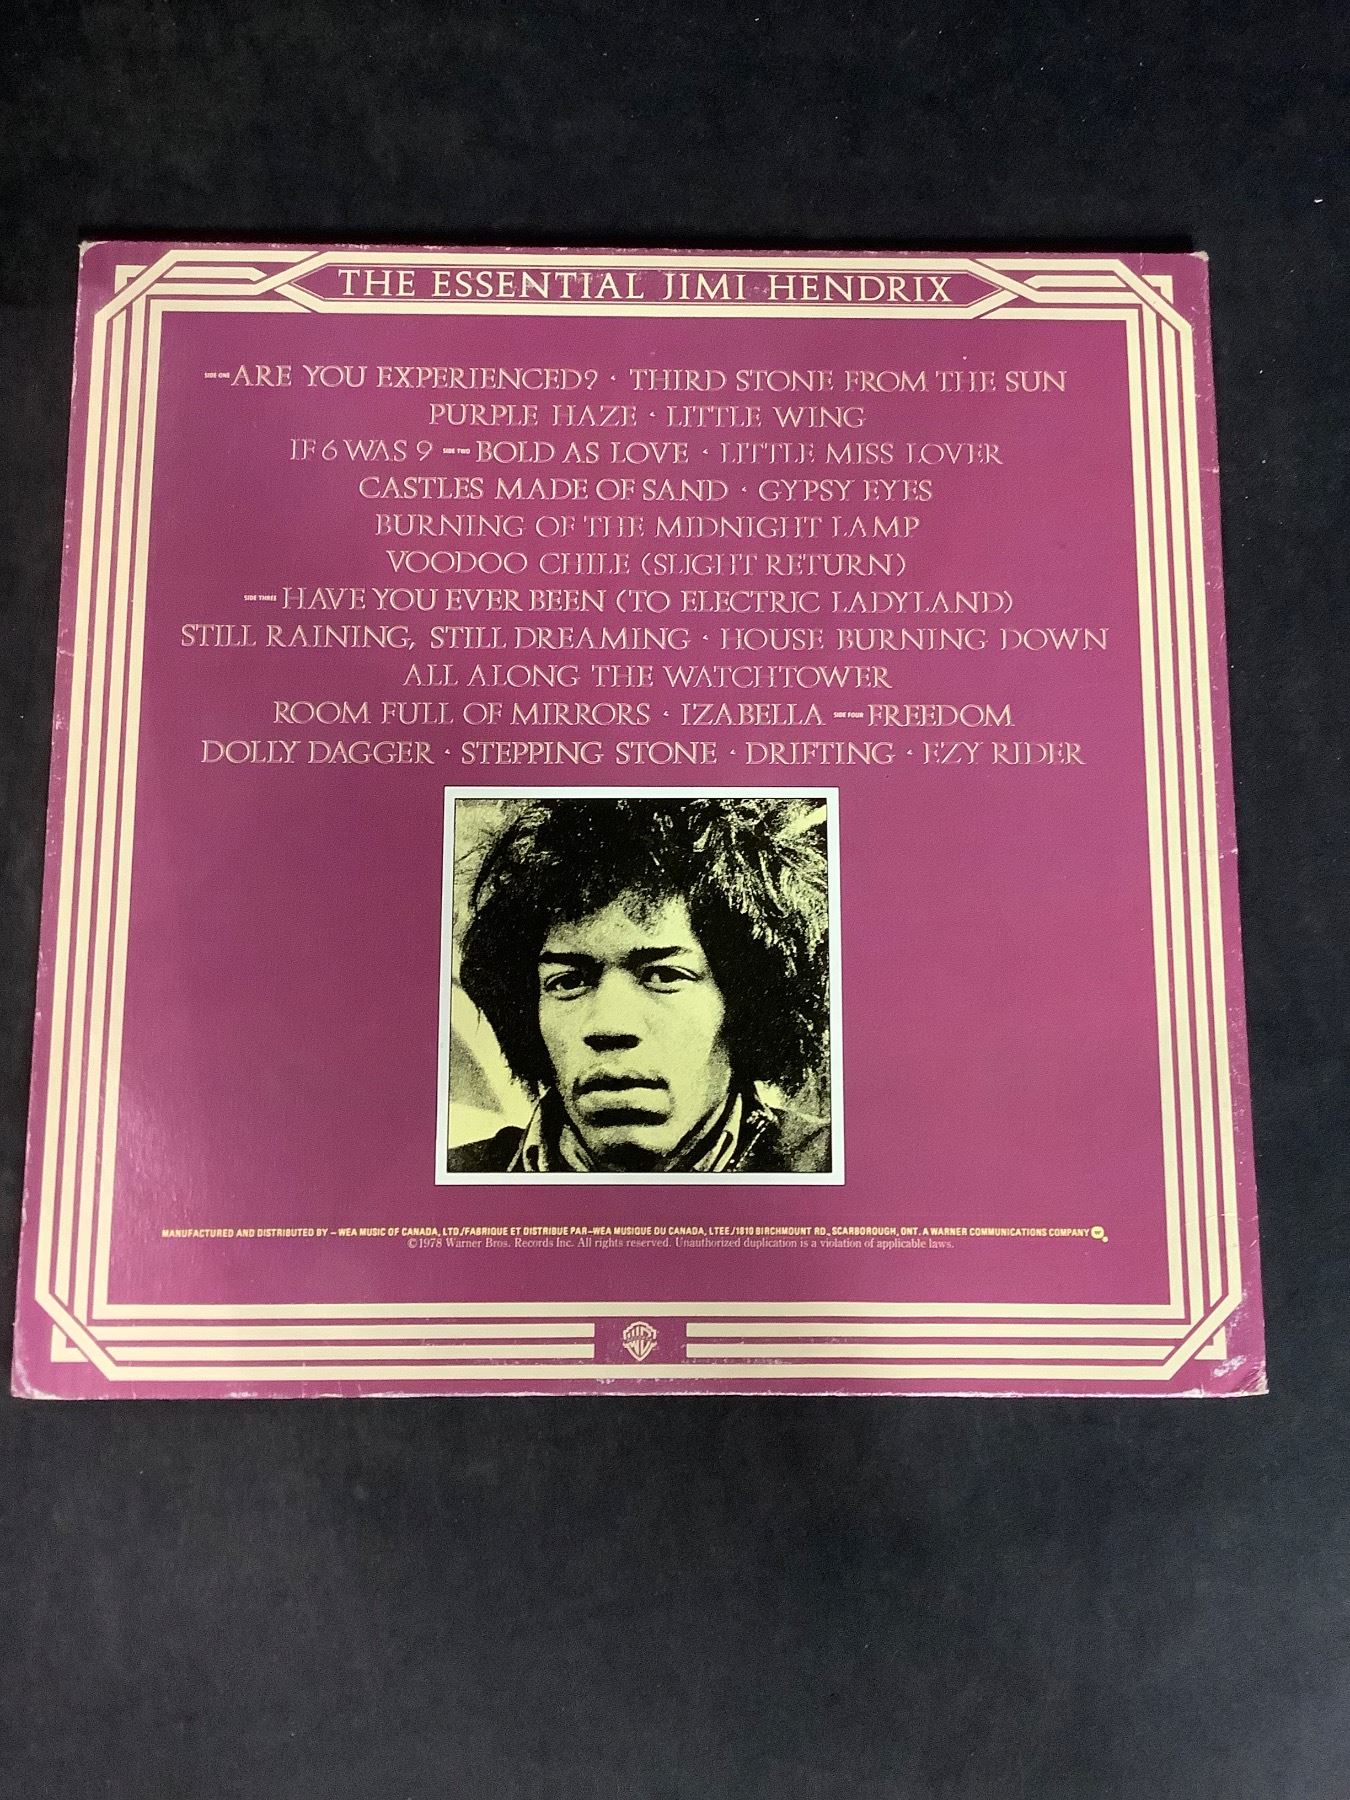 THE ESSENTIAL JIMI HENDRIX
SIDE ONE ARE YOU EXPERIENCED? · THIRD STONE FROM THE SUN
PURPLE HAZE · LITTLE WING
IF 6 WAS 9 SIDE TWO BOLD AS LOVE · LITTLE MISS LOVER
CASTLES MADE OF SAND · GYPSY EYES
BURNING OF THE MIDNIGHT LAMP
VOODOO CHILE (SLIGHT RETURN)
SIDE THREE HAVE YOU EVER BEEN (TO ELECTRIC LADYLAND)
STILL RAINING, STILL DREAMING · HOUSE BURNING DOWN
ALL ALONG THE WATCHTOWER
ROOM FULL OF MIRRORS · IZABELLA SIDE FOUR FREEDOM
DOLLY DAGGER · STEPPING STONE · DRIFTING · EZY RIDER
MANUFACTURED AND DISTRIBUTED BY – WEA MUSIC OF CANADA, LTD./FABRIQUE ET DISTRIBUE PAR–WEA MUSIQUE DU CANADA, LTEE/1810 BIRCHMOUNT RD., SCARBOROUGH, ONT. A WARNER COMMUNICATIONS COMPANY
©1978 Warner Bros. Records Inc. All rights reserved. Unauthorized duplication is a violation of applicable laws.